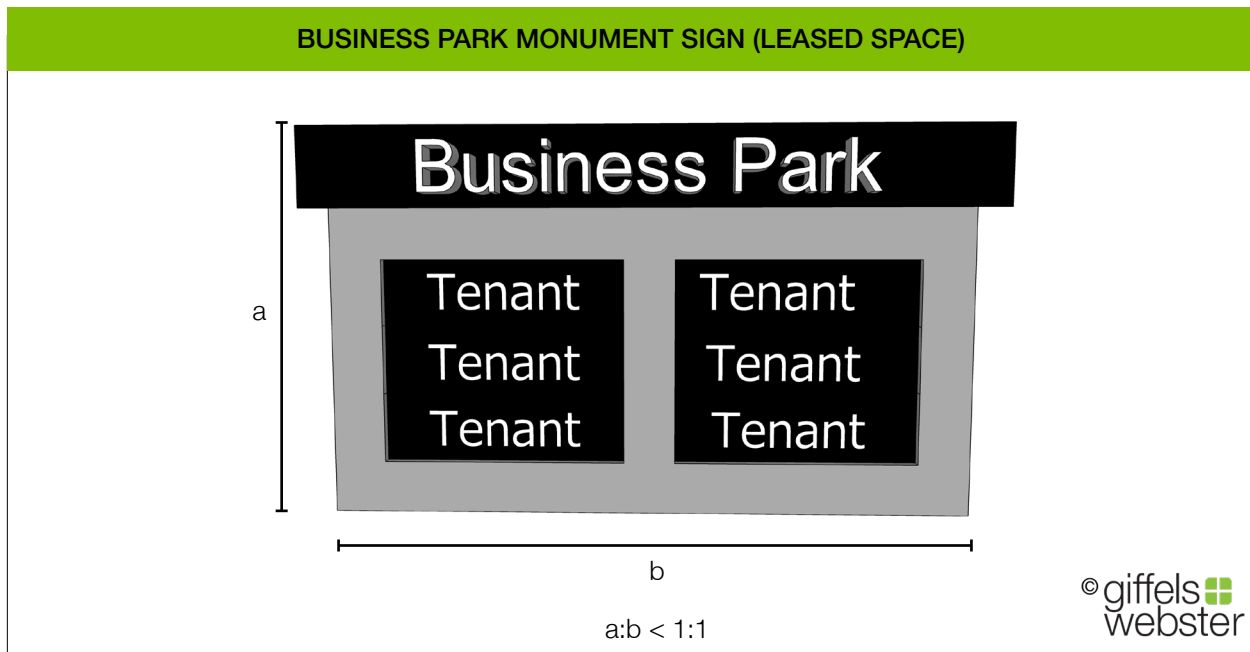 BUSINESS PARK MONUMENT SIGN (LEASED SPACE)
Business Park
a
Tenant
Tenant
Tenant
Tenant
Tenant
Tenant
b
a:b < 1:1
© giffels
webster